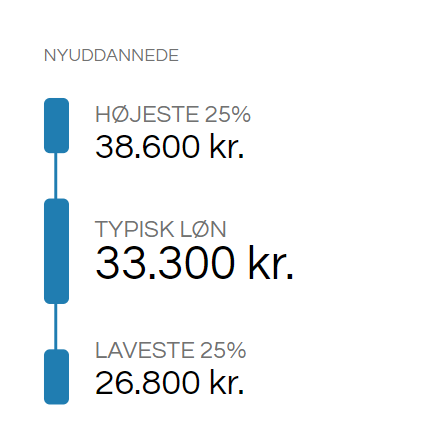 NYUDDANNEDE
HØJESTE 25%
38.600 kr.
TYPISK LØN
33.300 kr.
LAVESTE 25%
26.800 kr.